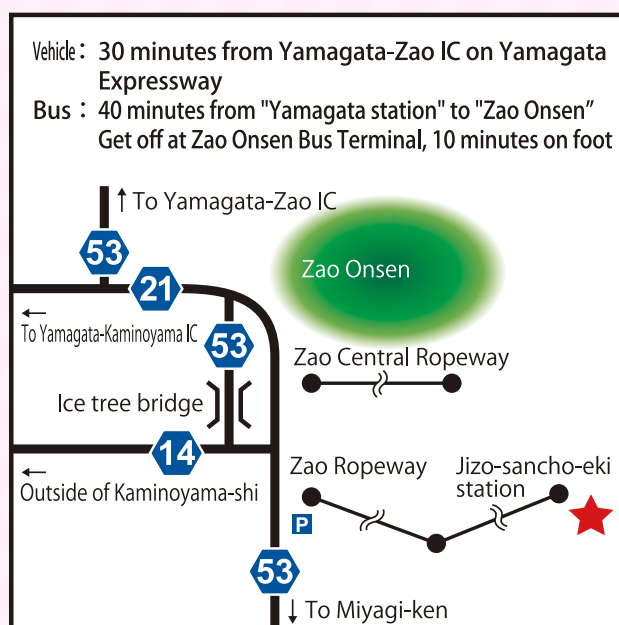 Vehicle : 30 minutes from Yamagata-Zao IC on Yamagata
Expressway
Bus : 40 minutes from "Yamagata station" to "Zao Onsen”
Get off at Zao Onsen Bus Terminal, 10 minutes on foot
↑ To Yamagata-Zao IC
53
Zao Onsen
21
←
To Yamagata-Kaminoyama IC
53
Zao Central Ropeway
Ice tree bridge
14
←
Outside of Kaminoyama-shi
Zao Ropeway
Jizo-sancho-eki
station
P
53
↓ To Miyagi-ken